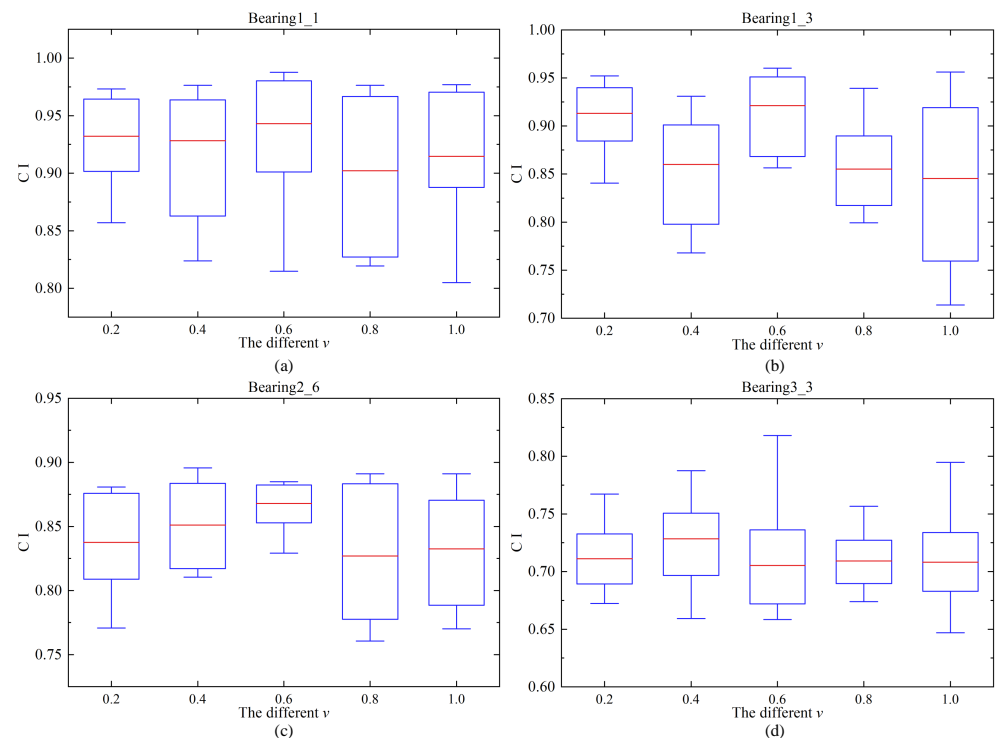 Bearing1_1
1.00
0.95
0.90
0.85
0.80
C I
0.2 0.4 0.6 0.8 1.0
The different v
(a)
Bearing1_3
1.00
0.95
0.90
0.85
0.80
0.75
0.70
C I
0.2 0.4 0.6 0.8 1.0
The different v
(b)
Bearing2_6
0.95
0.90
0.85
0.80
0.75
C I
0.2 0.4 0.6 0.8 1.0
The different v
(c)
Bearing3_3
0.85
0.80
0.75
0.70
0.65
0.60
C I
0.2 0.4 0.6 0.8 1.0
The different v
(d)